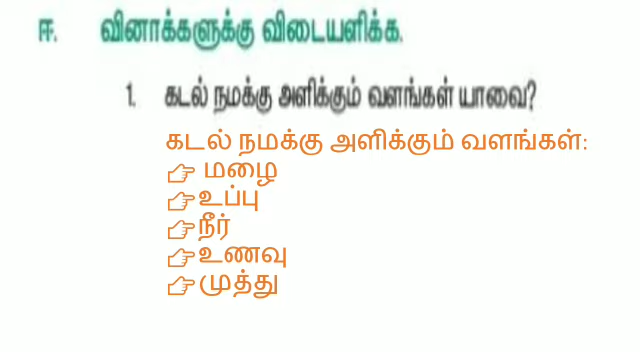 ஈ. வினாக்களுக்கு விடையளிக்க.
1. கடல் நமக்கு அளிக்கும் வளங்கள் யாவை?
கடல் நமக்கு அளிக்கும் வளங்கள்:
👉 மழை
👉 உப்பு
👉 நீர்
👉 உணவு
👉 முத்து